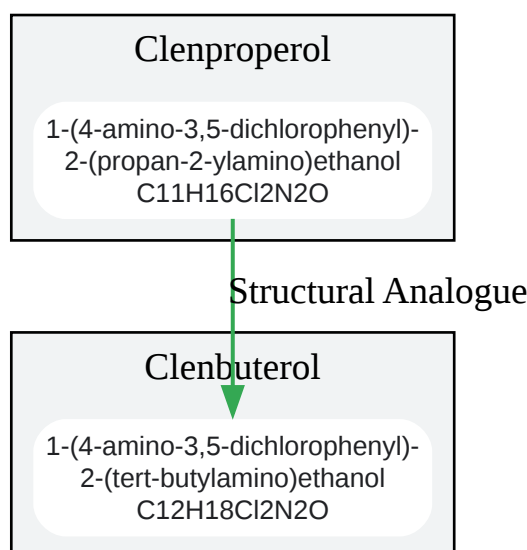 Clenproperol
1-(4-amino-3,5-dichlorophenyl)-
2-(propan-2-ylamino)ethanol
C11H16Cl2N2O
Structural Analogue
Clenbuterol
1-(4-amino-3,5-dichlorophenyl)-
2-(tert-butylamino)ethanol
C12H18Cl2N2O